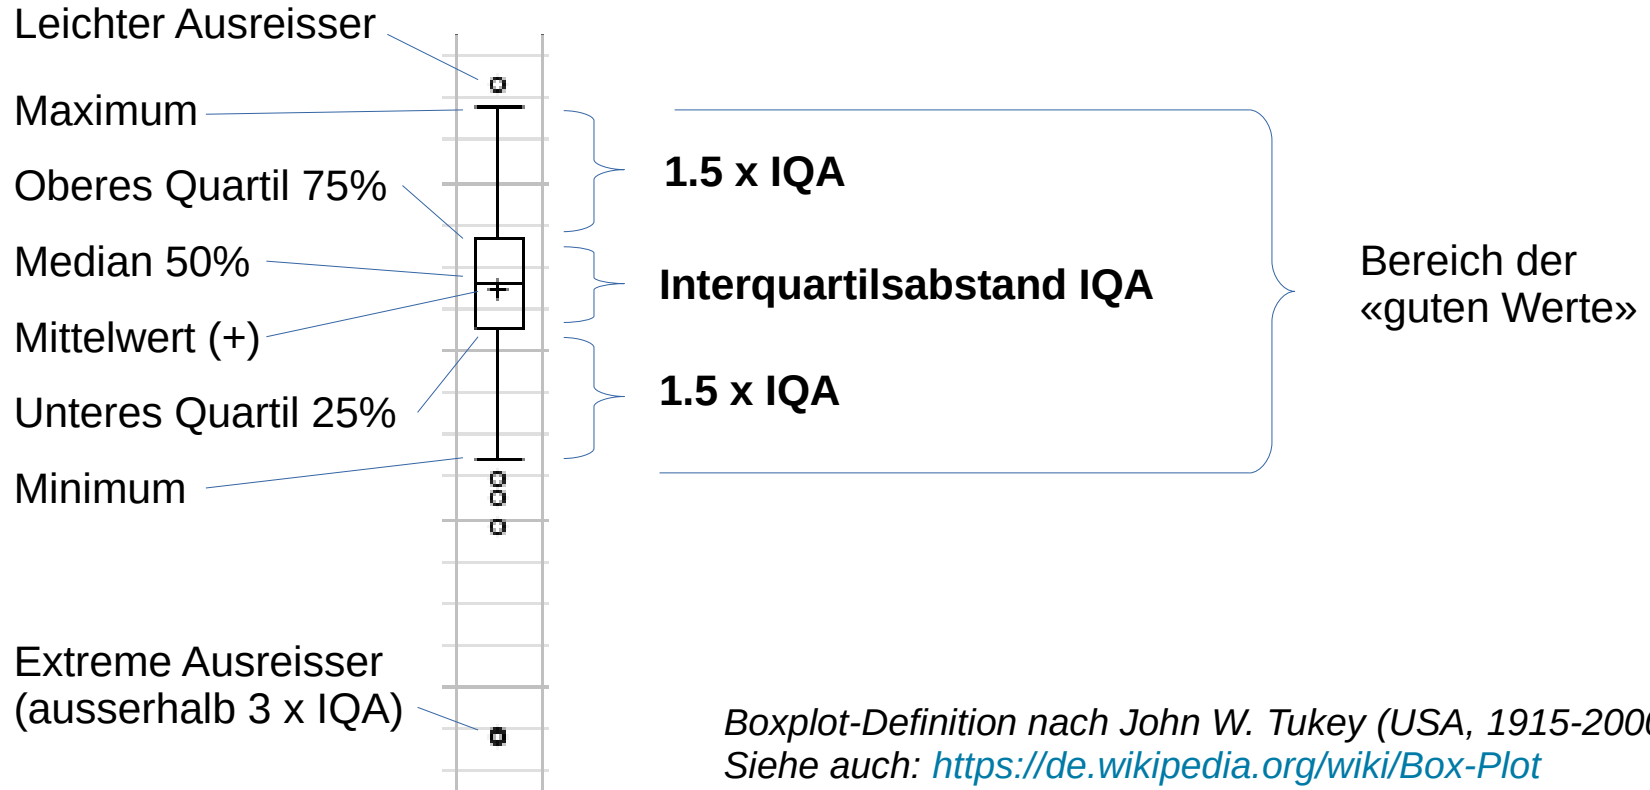 Leichter Ausreisser
Maximum
Oberes Quartil 75%
Median 50%
Mittelwert (+)
Unteres Quartil 25%
Minimum
Extreme Ausreisser
(ausserhalb 3 x IQA)
1.5 x IQA
Interquartilsabstand IQA
1.5 x IQA
Bereich der
«guten Werte»
Boxplot-Definition nach John W. Tukey (USA, 1915-200
Siehe auch: https://de.wikipedia.org/wiki/Box-Plot